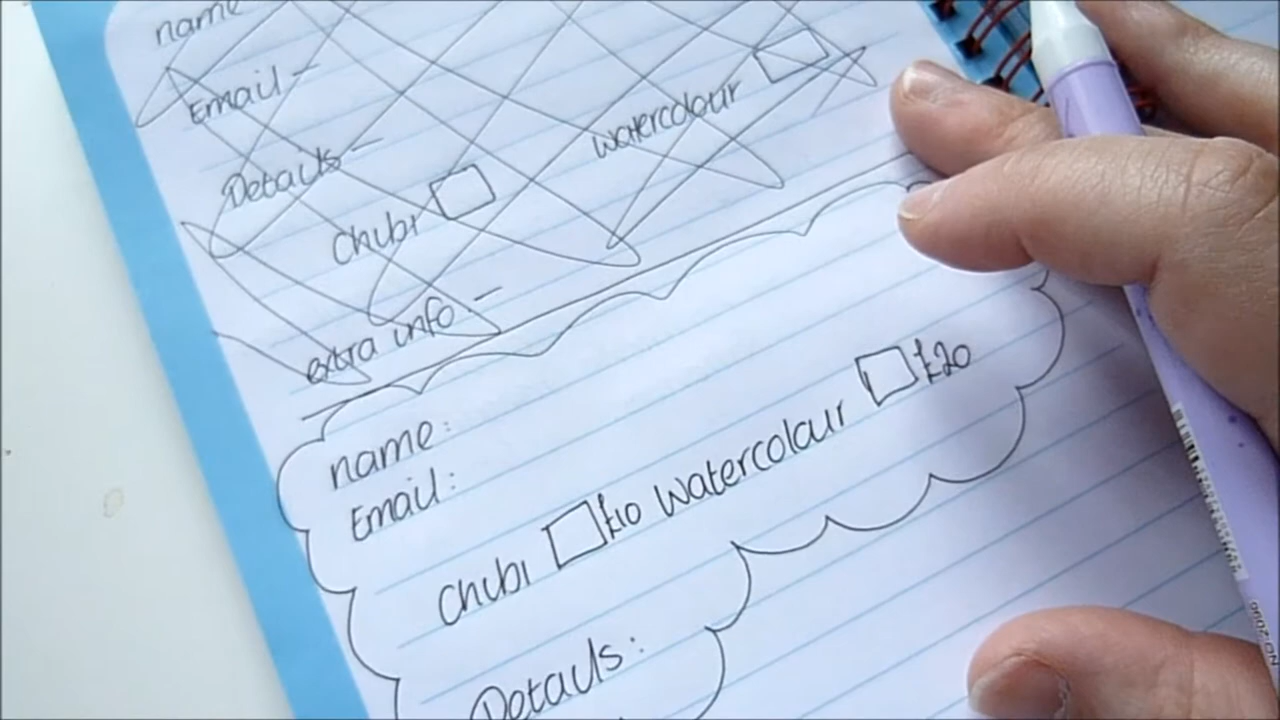 name
Email -
Details -
chibi
watercolour
extra info -
name:
Email:
chibi £10 watercolour £20
Details: